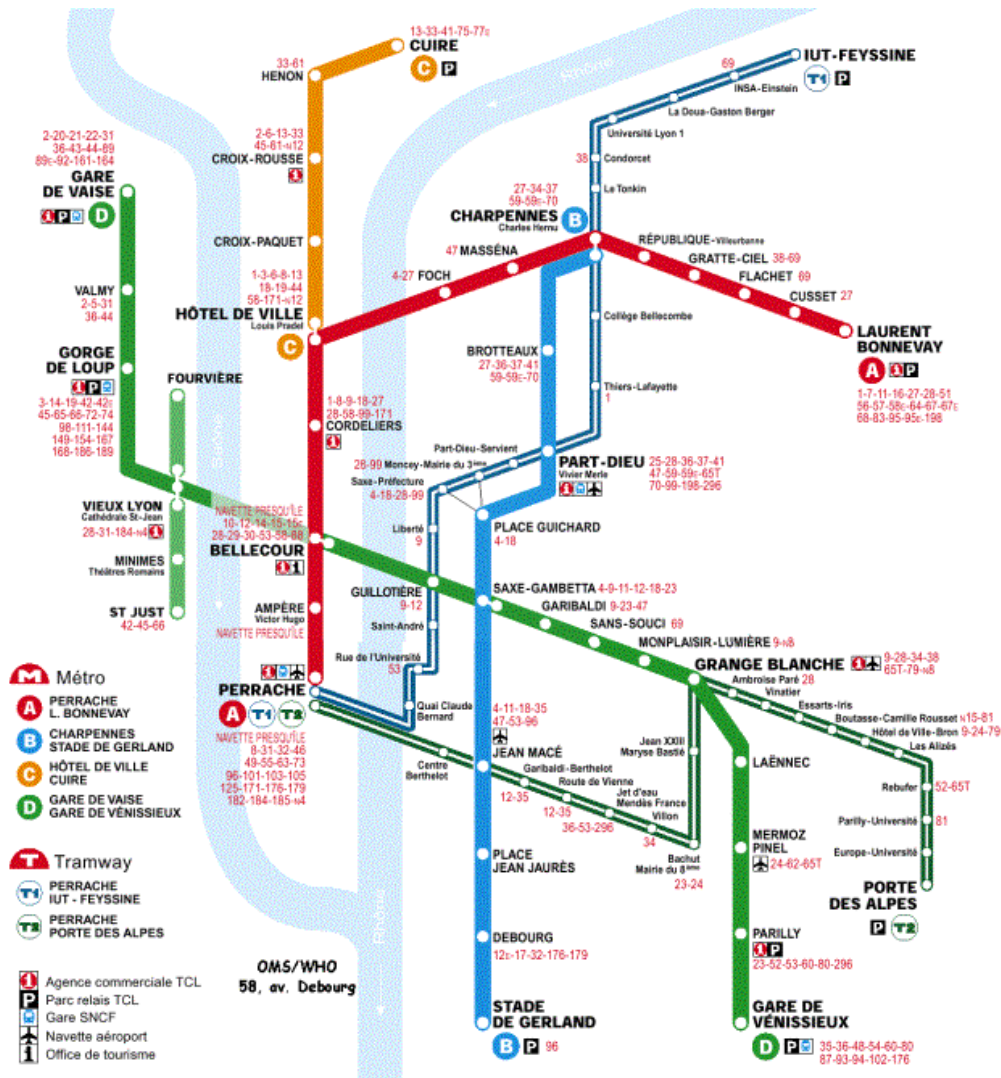 13-33-41-75-77E
CUIRE
C P
33-61
HENON
Rhône
69
IUT-FEYSSINE
T1 P
INSA-Einstein
La Doua-Gaston Berger
Université Lyon 1
38 Condorcet
Le Tonkin
2-6-13-33
45-61-N12
CROIX-ROUSSE
2-20-21-22-31
36-43-44-89
89E-92-161-164
GARE
DE VAISE
P D
27-34-37
59-59E-70
CHARPENNES B
Charles Hernu
CROIX-PAQUET
47 MASSÉNA
RÉPUBLIQUE-Villeurbanne
GRATTE-CIEL 38-69
4-27 FOCH
FLACHET 69
CUSSET 27
VALMY
2-5-31
36-44
1-3-6-8-13
18-19-44
58-171-N12
HÔTEL DE VILLE
Louis Pradel
C
Collège Bellecombe
LAURENT
BONNEVAY
A P
1-7-11-16-27-28-51
56-57-58E-64-67-67E
68-83-95-95E-198
GORGE
DE LOUP
P
3-14-19-42-42E
45-65-66-72-74
98-111-144
149-154-167
168-186-189
FOURVIÈRE
BROTTEAUX
27-36-37-41
59-59E-70
Thiers-Lafayette
1
Saône
1-8-9-18-27
28-58-99-171
CORDELIERS
Part-Dieu-Servient
28-99 Moncey-Mairie du 3ème
Saxe-Préfecture
4-18-28-99
PART-DIEU
Vivier Merle
25-28-36-37-41
47-59-59E-65T
70-99-198-296
VIEUX LYON
Cathédrale St-Jean
28-31-184-N4
NAVETTE PRESQU'ÎLE
10-12-14-15-15E
28-29-30-53-58-88
BELLECOUR
Liberté
9
PLACE GUICHARD
4-18
MINIMES
Théâtres Romains
ST JUST
42-45-66
GUILLOTIÈRE
9-12
SAXE-GAMBETTA 4-9-11-12-18-23
GARIBALDI 9-23-47
SANS-SOUCI 69
MONPLAISIR-LUMIÈRE 9-N8
AMPÈRE
Victor Hugo
NAVETTE PRESQU'ÎLE
Saint-André
Rue de l'Université
53
GRANGE BLANCHE
9-28-34-38
65T-79-N8
Ambroise Paré 28
Vinatier
Essarts-Iris
Boutasse-Camille Rousset N15-81
Hôtel de Ville-Bron 9-24-79
Les Alizés
PERRACHE
A T1 T2
NAVETTE PRESQU'ÎLE
8-31-32-46
49-55-63-73
96-101-103-105
125-171-176-179
182-184-185-N4
Quai Claude
Bernard
Centre
Berthelot
4-11-18-35
47-53-96
JEAN MACÉ
Garibaldi-Berthelot
12-35
Route de Vienne
12-35
Jet d'eau
Mendès France
36-53-296
Villon
34
Jean XXIII
Maryse Bastié
Bachut
Mairie du 8ème
23-24
LAËNNEC
Rebufer 52-65T
Parilly-Université 81
Europe-Université
PORTE
DES ALPES
P T2
MERMOZ
PINEL
24-62-65T
PLACE
JEAN JAURÈS
DEBOURG
12E-17-32-176-179
PARILLY
P
23-52-53-60-80-296
STADE
DE GERLAND
B P 96
GARE DE
VÉNISSIEUX
D P 35-36-48-54-60-80
87-93-94-102-176
Rhône
OMS/WHO
58, av. Debourg
M Métro
A PERRACHE
L. BONNEVAY
B CHARPENNES
STADE DE GERLAND
C HÔTEL DE VILLE
CUIRE
D GARE DE VAISE
GARE DE VÉNISSIEUX
T Tramway
T1 PERRACHE
IUT - FEYSSINE
T2 PERRACHE
PORTE DES ALPES
Agence commerciale TCL
P Parc relais TCL
Gare SNCF
Navette aéroport
Office de tourisme